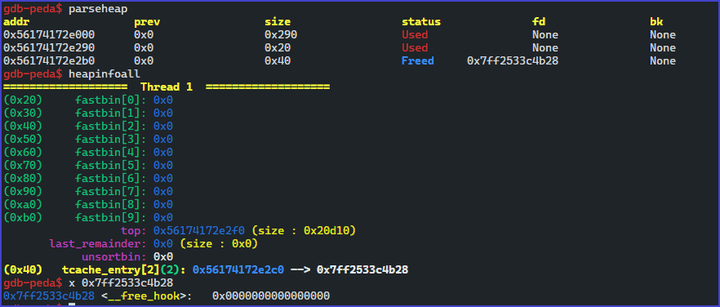 gdb-peda$ parseheap
addr prev size status fd bk
0x56174172e000 0x0 0x290 Used None None
0x56174172e290 0x0 0x20 Used None None
0x56174172e2b0 0x0 0x40 Freed 0x7ff2533c4b28 None
gdb-peda$ heapinfoall
=================== Thread 1 ===================
(0x20) fastbin[0]: 0x0
(0x30) fastbin[1]: 0x0
(0x40) fastbin[2]: 0x0
(0x50) fastbin[3]: 0x0
(0x60) fastbin[4]: 0x0
(0x70) fastbin[5]: 0x0
(0x80) fastbin[6]: 0x0
(0x90) fastbin[7]: 0x0
(0xa0) fastbin[8]: 0x0
(0xb0) fastbin[9]: 0x0
top: 0x56174172e2f0 (size : 0x20d10)
last_remainder: 0x0 (size : 0x0)
unsortbin: 0x0
(0x40) tcache_entry[2](2): 0x56174172e2c0 --> 0x7ff2533c4b28
gdb-peda$ x 0x7ff2533c4b28
0x7ff2533c4b28 <__free_hook>: 0x0000000000000000
gdb-peda$